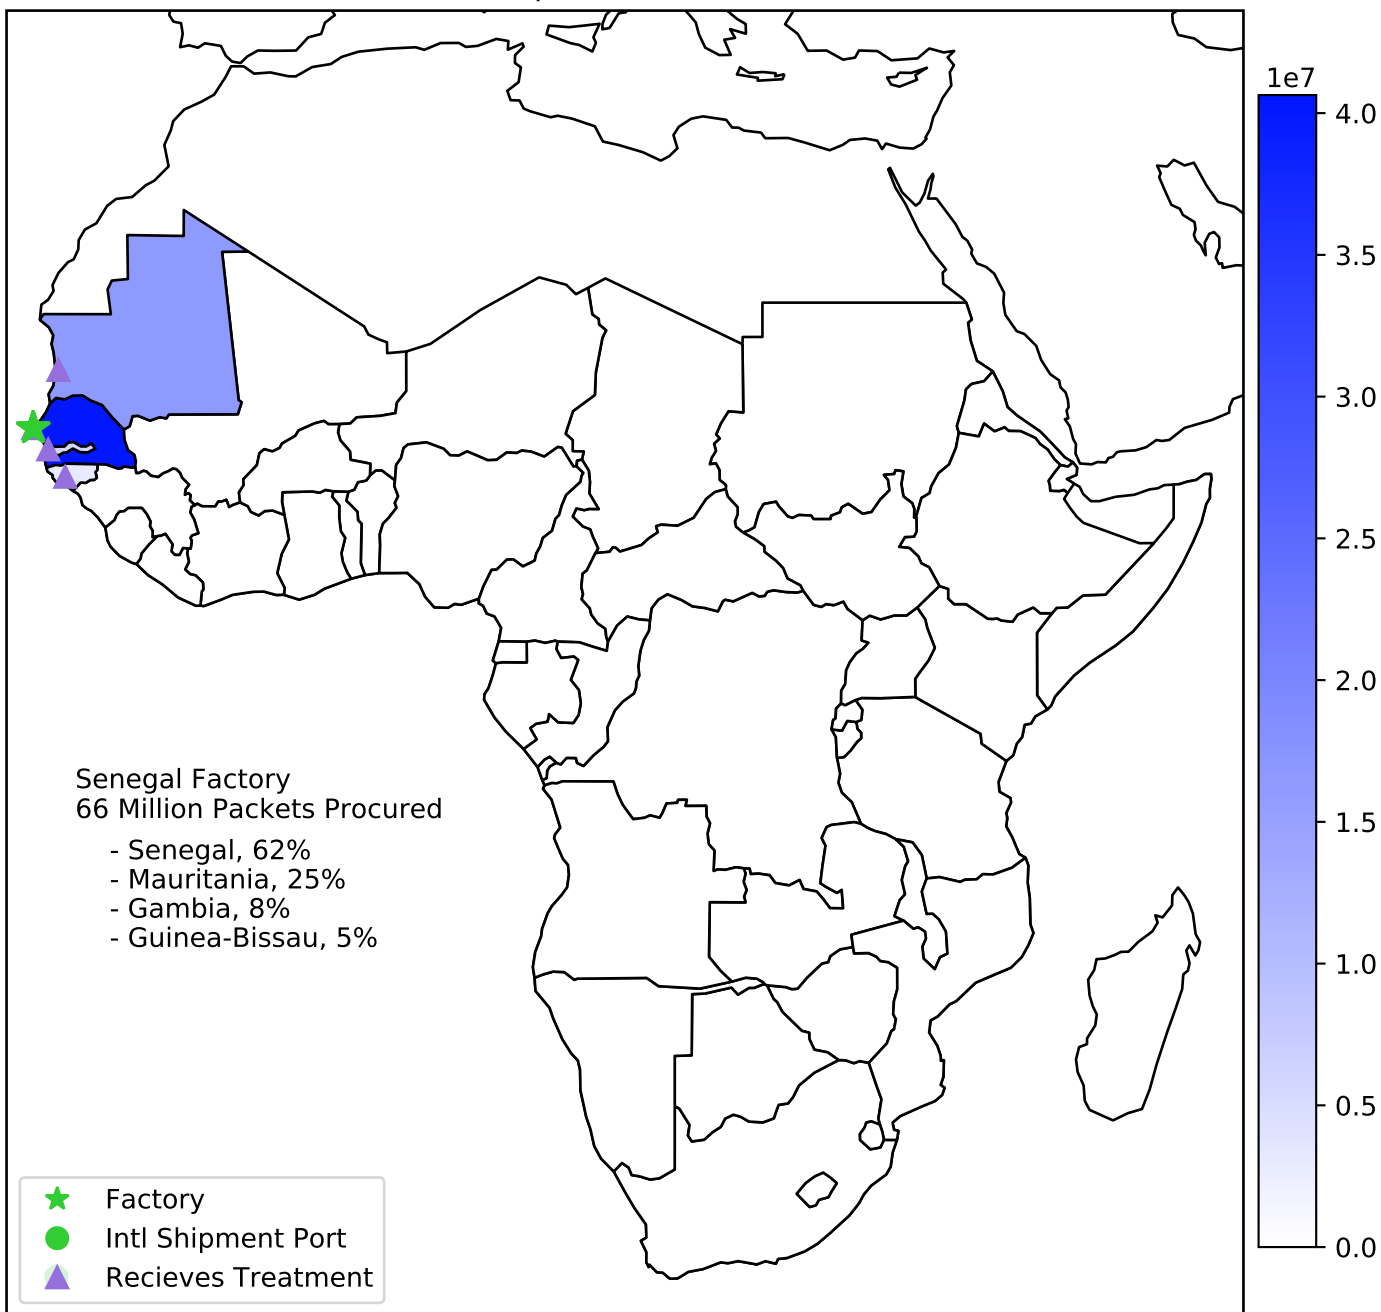 1e7
4.0
3.5
3.0
2.5
2.0
1.5
1.0
0.5
0.0
Senegal Factory
66 Million Packets Procured
- Senegal, 62%
- Mauritania, 25%
- Gambia, 8%
- Guinea-Bissau, 5%
Factory
Intl Shipment Port
Recieves Treatment